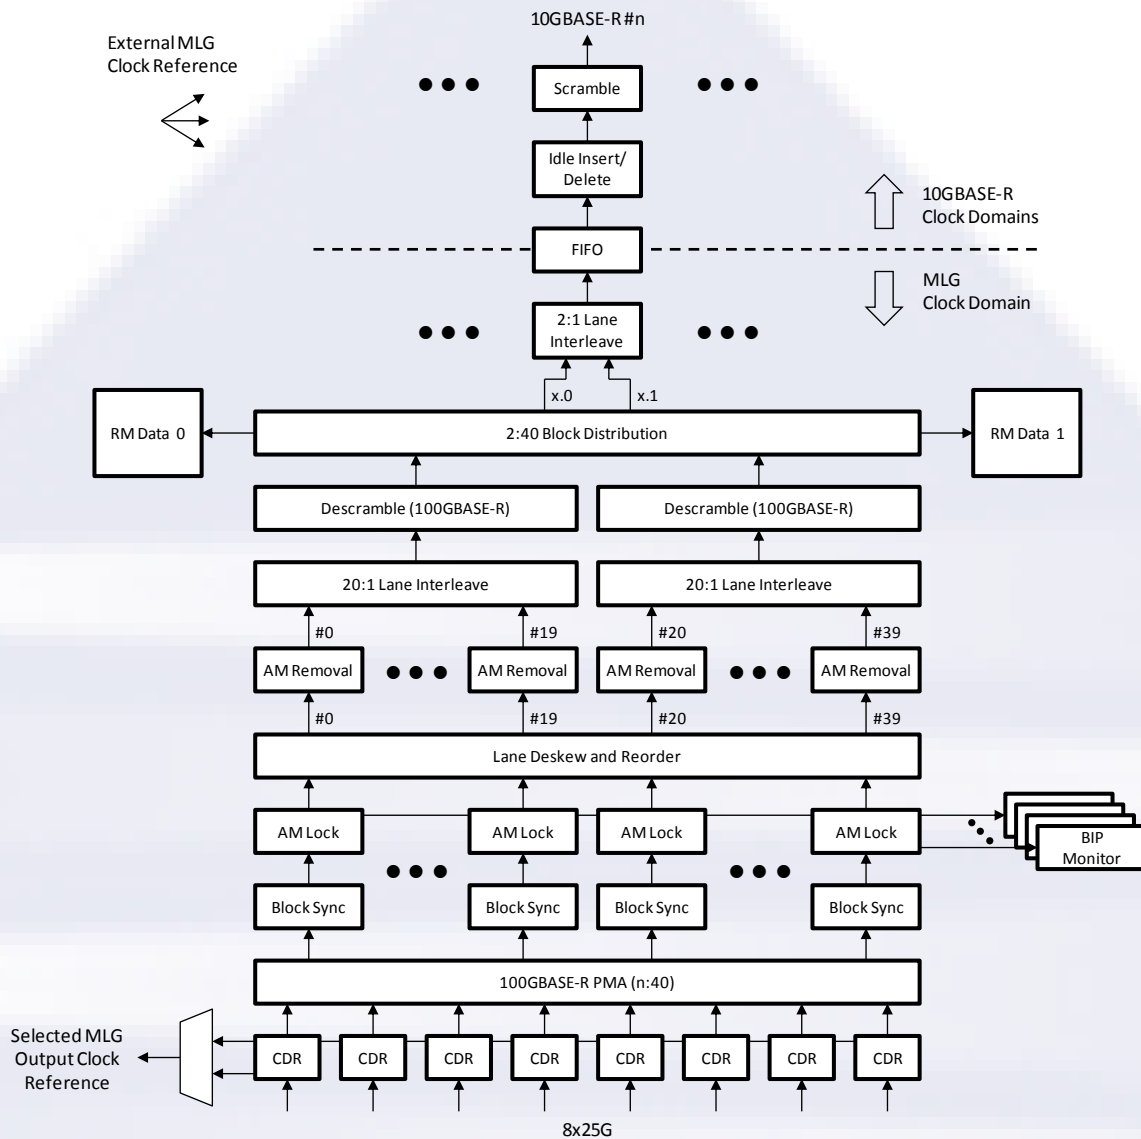 10GBASE-R #n
External MLG
Clock Reference
Scramble
Idle Insert/
Delete
10GBASE-R
Clock Domains
FIFO
MLG
Clock Domain
2:1 Lane
Interleave
x.0
x.1
RM Data 0
2:40 Block Distribution
RM Data 1
Descramble (100GBASE-R)
Descramble (100GBASE-R)
20:1 Lane Interleave
20:1 Lane Interleave
#0
#19
#20
#39
AM Removal
AM Removal
AM Removal
AM Removal
#0
#19
#20
#39
Lane Deskew and Reorder
AM Lock
AM Lock
AM Lock
AM Lock
BIP
Monitor
Block Sync
Block Sync
Block Sync
Block Sync
100GBASE-R PMA (n:40)
Selected MLG
Output Clock
Reference
CDR
CDR
CDR
CDR
CDR
CDR
CDR
CDR
8x25G